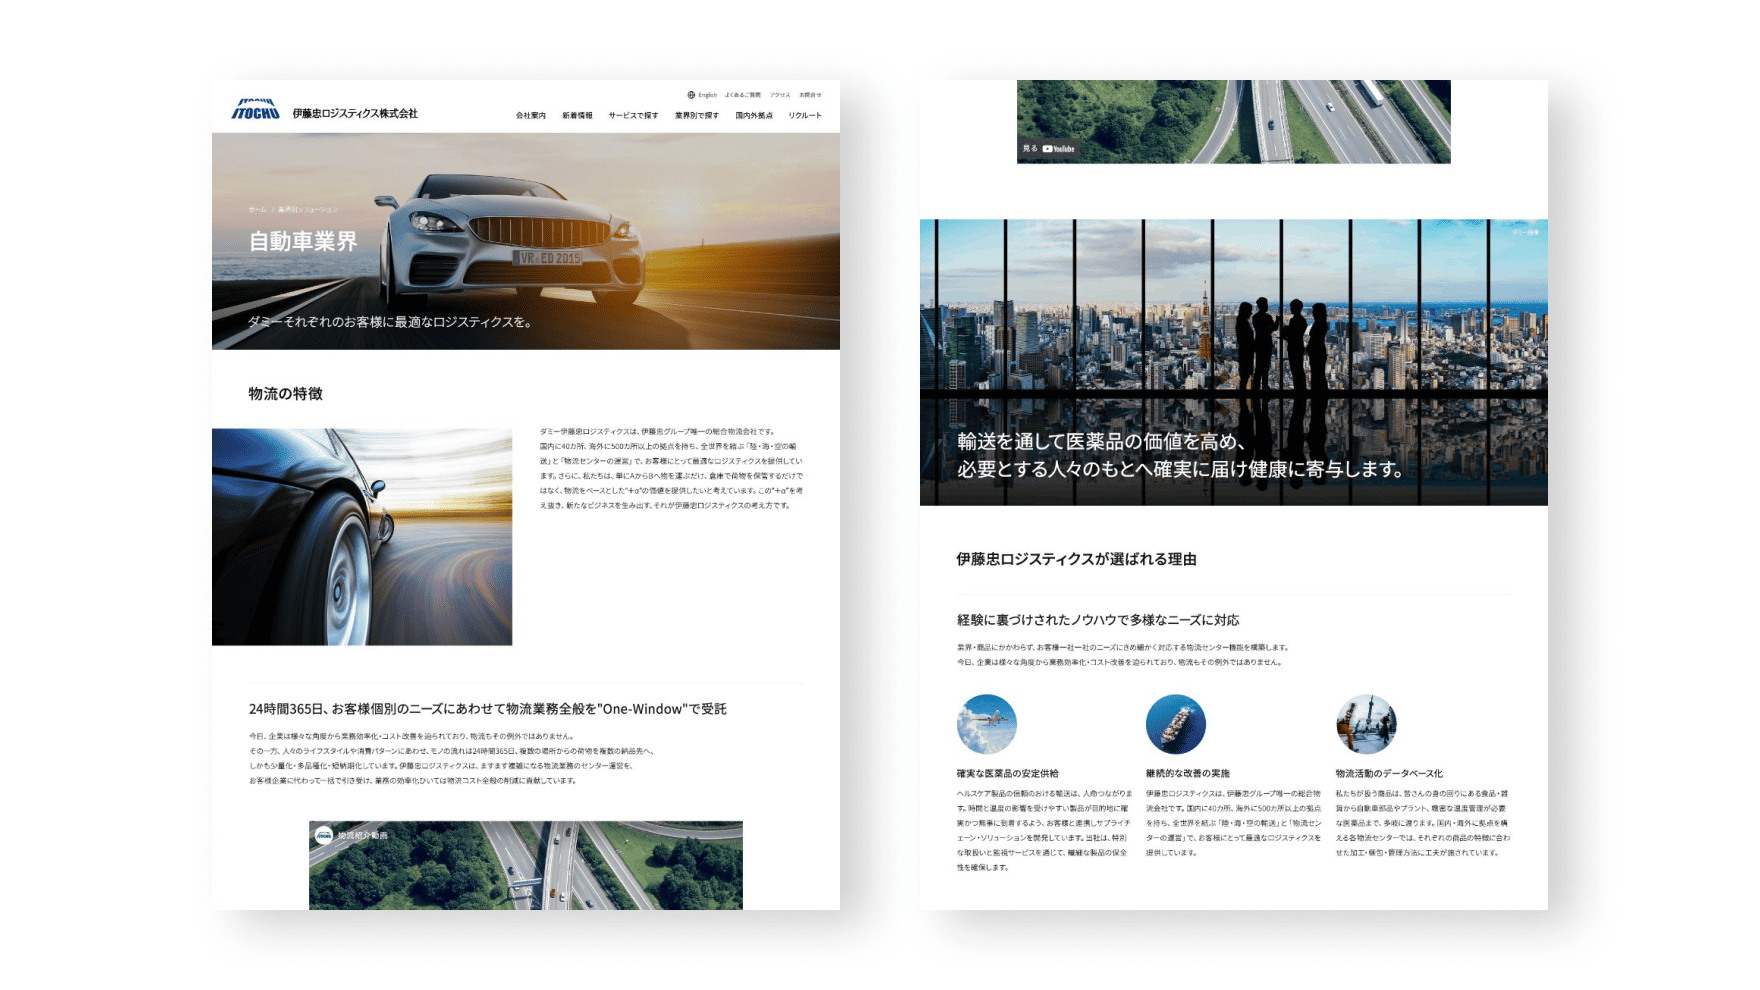 ITOCHU
伊藤忠ロジスティクス株式会社
English よくあるご質問 アクセス お問合せ
会社案内 新着情報 サービスで探す 業界別で探す 国内外拠点 リクルート
ホーム / 業界別ソリューション
自動車業界
VR ED 2015
ダミーそれぞれのお客様に最適なロジスティクスを。
物流の特徴
ダミー伊藤忠ロジスティクスは、伊藤忠グループ唯一の総合物流会社です。
国内に40カ所、海外に500カ所以上の拠点を持ち、全世界を結ぶ「陸・海・空の輸
送」と「物流センターの運営」で、お客様にとって最適なロジスティクスを提供してい
ます。さらに、私たちは、単にAからBへ物を運ぶだけ、倉庫で荷物を保管するだけで
はなく、物流をベースとした"+α"の価値を提供したいと考えています。この"+α"を考
え抜き、新たなビジネスを生み出す、それが伊藤忠ロジスティクスの考え方です。
24時間365日、お客様個別のニーズにあわせて物流業務全般を"One-Window"で受託
今日、企業は様々な角度から業務効率化・コスト改善を迫られており、物流もその例外ではありません。
その一方、人々のライフスタイルや消費パターンにあわせ、モノの流れは24時間365日、複数の場所からの荷物を複数の納品先へ、
しかも少量化・多品種化・短納期化しています。伊藤忠ロジスティクスは、ますます複雑になる物流業務のセンター運営を、
お客様企業に代わって一括で引き受け、業務の効率化ひいては物流コスト全般の削減に貢献しています。
ITOCHU 物流紹介動画
見る YouTube
ダミー画像
輸送を通して医薬品の価値を高め、
必要とする人々のもとへ確実に届け健康に寄与します。
伊藤忠ロジスティクスが選ばれる理由
経験に裏づけされたノウハウで多様なニーズに対応
業界・商品にかかわらず、お客様一社一社のニーズにきめ細かく対応する物流センター機能を構築します。
今日、企業は様々な角度から業務効率化・コスト改善を迫られており、物流もその例外ではありません。
確実な医薬品の安定供給
ヘルスケア製品の信頼のおける輸送は、人命つながりま
す。時間と温度の影響を受けやすい製品が目的地に確
実かつ無事に到着するよう、お客様と連携しサプライチ
ェーン・ソリューションを開発しています。当社は、特別
な取扱いと監視サービスを通じて、繊細な製品の保全
性を確保します。
継続的な改善の実施
伊藤忠ロジスティクスは、伊藤忠グループ唯一の総合物
流会社です。国内に40カ所、海外に500カ所以上の拠点
を持ち、全世界を結ぶ「陸・海・空の輸送」と「物流セン
ターの運営」で、お客様にとって最適なロジスティクスを
提供しています。
物流活動のデータベース化
私たちが扱う商品は、皆さんの身の回りにある食品・雑
貨から自動車部品やプラント、厳密な温度管理が必要
な医薬品まで、多岐に渡ります。国内・海外に拠点を構
える各物流センターでは、それぞれの商品の特徴に合わ
せた加工・梱包・管理方法に工夫が施されています。